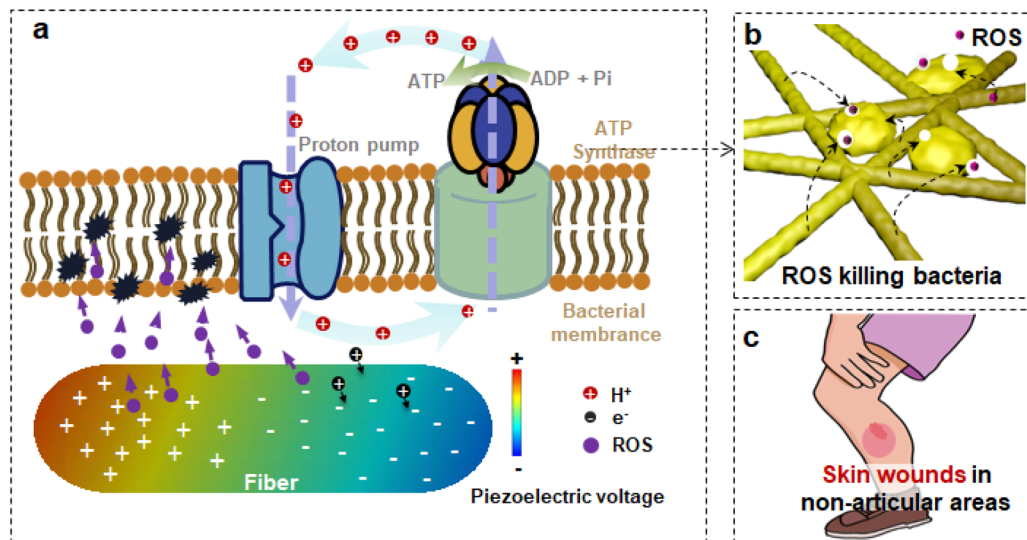 a
ATP
ADP + Pi
Proton pump
ATP
Synthase
Bacterial
membrance
Fiber
+
-
Piezoelectric voltage
H+
e-
ROS
b
ROS
ROS killing bacteria
c
Skin wounds in
non-articular areas